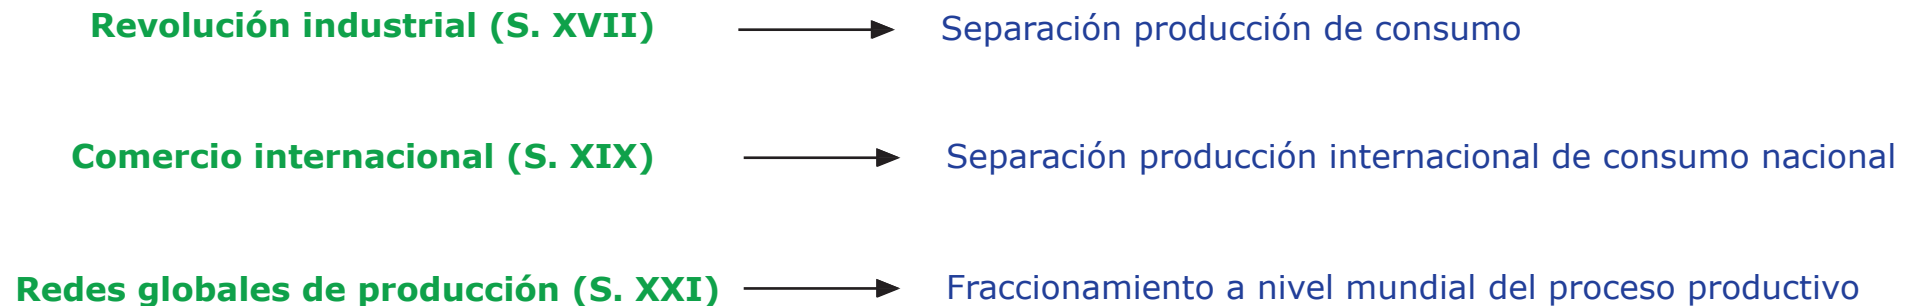 Revolución industrial (S. XVII) Separación producción de consumo
Comercio internacional (S. XIX) Separación producción internacional de consumo nacional
Redes globales de producción (S. XXI) Fraccionamiento a nivel mundial del proceso productivo